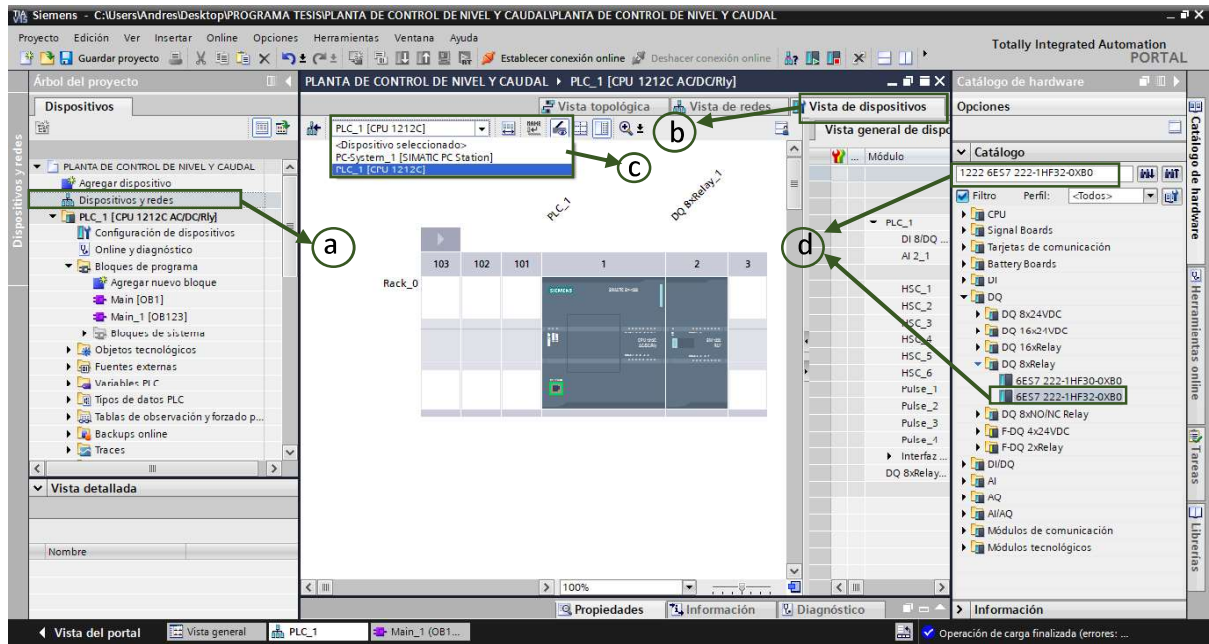 Siemens - C:\Users\Andres\Desktop\PROGRAMA TESIS\PLANTA DE CONTROL DE NIVEL Y CAUDAL\PLANTA DE CONTROL DE NIVEL Y CAUDAL
Proyecto Edición Ver Insertar Online Opciones Herramientas Ventana Ayuda
Guardar proyecto Establecer conexión online Deshacer conexión online
Totally Integrated Automation
PORTAL
Árbol del proyecto
Dispositivos
Dispositivos y redes
PLANTA DE CONTROL DE NIVEL Y CAUDAL
Agregar dispositivo
Dispositivos y redes
PLC_1 [CPU 1212C AC/DC/Rly]
Configuración de dispositivos
Online y diagnóstico
Bloques de programa
Agregar nuevo bloque
Main [OB1]
Main_1 [OB123]
Bloques de sistema
Objetos tecnológicos
Fuentes externas
Variables PLC
Tipos de datos PLC
Tablas de observación y forzado p...
Backups online
Traces
Vista detallada
Nombre
PLANTA DE CONTROL DE NIVEL Y CAUDAL PLC_1 [CPU 1212C AC/DC/Rly]
Vista topológica Vista de redes Vista de dispositivos
PLC_1 [CPU 1212C]
<Dispositivo seleccionado>
PC-System_1 [SIMATIC PC Station]
PLC_1 [CPU 1212C]
a
b
c
d
PLC_1
DQ 8xRelay_1
103 102 101 1 2 3
Rack_0
SIEMENS
100%
Vista general de dispo
... Módulo
PLC_1
DI 8/DQ ...
AI 2_1
HSC_1
HSC_2
HSC_3
HSC_4
HSC_5
HSC_6
Pulse_1
Pulse_2
Pulse_3
Pulse_4
Interfaz ...
DQ 8xRelay...
Propiedades Información Diagnóstico
Catálogo de hardware
Opciones
Catálogo
1222 6ES7 222-1HF32-0XB0
Filtro Perfil: <Todos>
CPU
Signal Boards
Tarjetas de comunicación
Battery Boards
DI
DQ
DQ 8x24VDC
DQ 16x24VDC
DQ 16xRelay
DQ 8xRelay
6ES7 222-1HF30-0XB0
6ES7 222-1HF32-0XB0
DQ 8xNO/NC Relay
F-DQ 4x24VDC
F-DQ 2xRelay
DI/DQ
AI
AQ
AI/AQ
Módulos de comunicación
Módulos tecnológicos
Información
Catálogo de hardware
Herramientas online
Tareas
Librerías
Vista del portal Vista general PLC_1 Main_1 (OB1...
Operación de carga finalizada (errores: ...